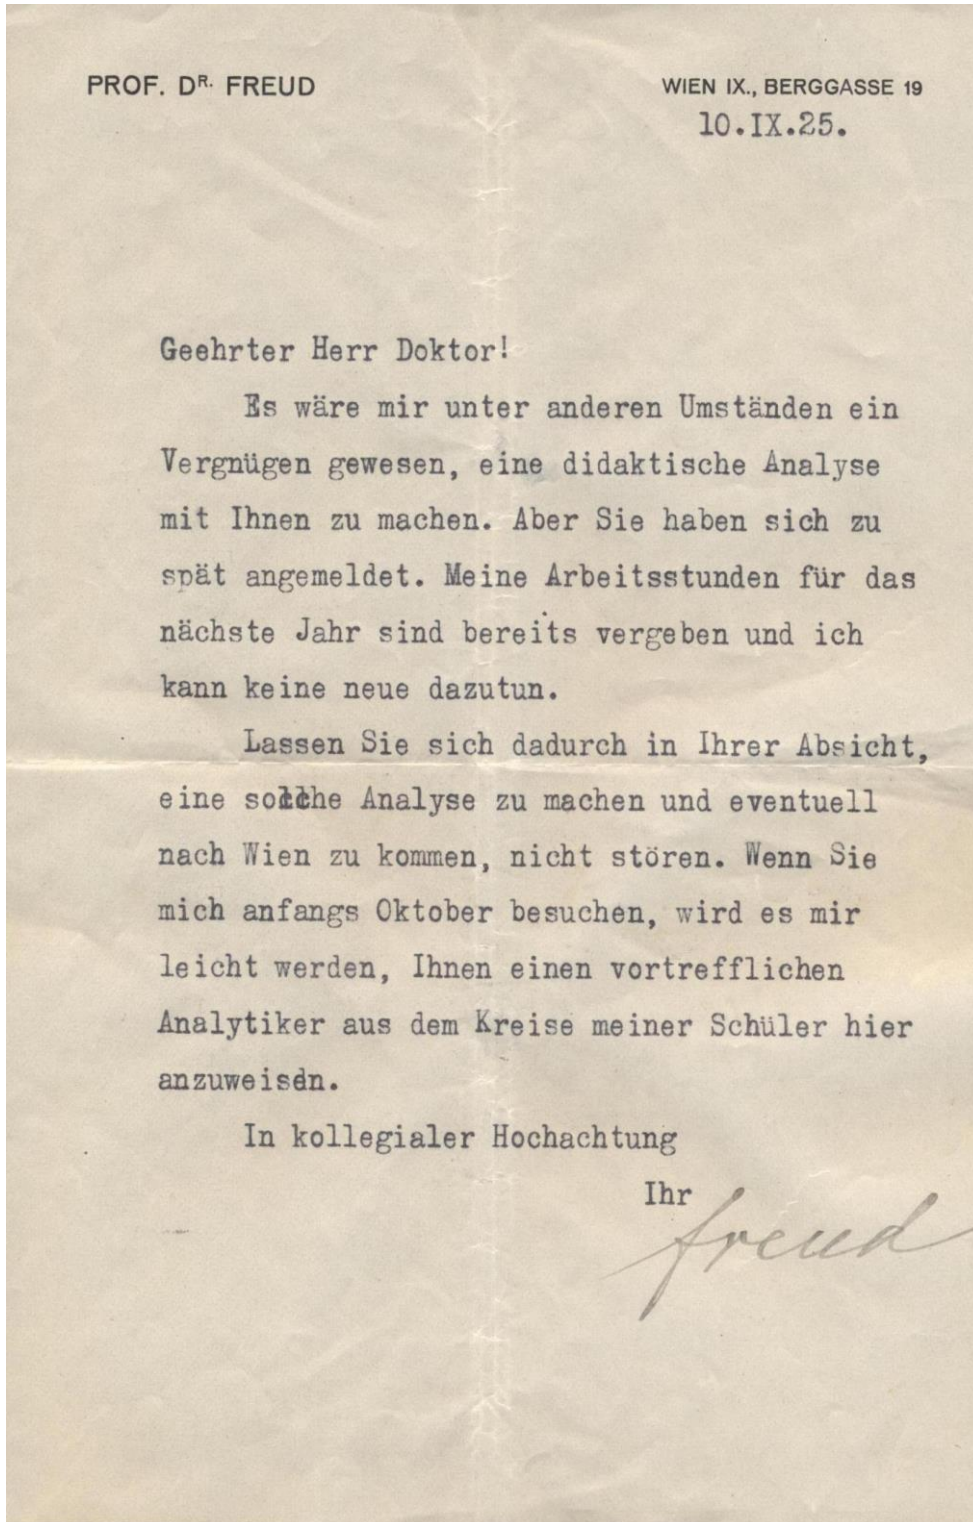 PROF. DR. FREUD
WIEN IX., BERGGASSE 19
10.IX.25.
Geehrter Herr Doktor!
Es wäre mir unter anderen Umständen ein
Vergnügen gewesen, eine didaktische Analyse
mit Ihnen zu machen. Aber Sie haben sich zu
spät angemeldet. Meine Arbeitsstunden für das
nächste Jahr sind bereits vergeben und ich
kann keine neue dazutun.
Lassen Sie sich dadurch in Ihrer Absicht,
eine solche Analyse zu machen und eventuell
nach Wien zu kommen, nicht stören. Wenn Sie
mich anfangs Oktober besuchen, wird es mir
leicht werden, Ihnen einen vortrefflichen
Analytiker aus dem Kreise meiner Schüler hier
anzuweisen.
In kollegialer Hochachtung
Ihr
freud